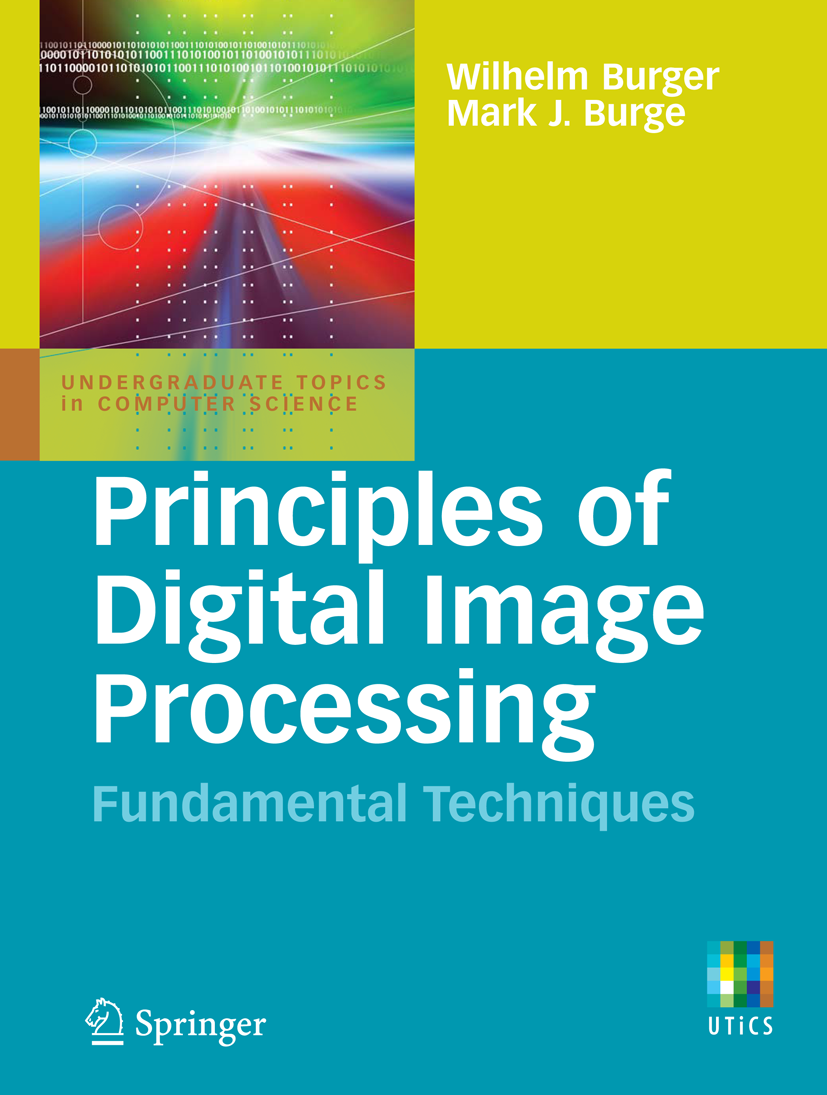 Wilhelm Burger
Mark J. Burge
UNDERGRADUATE TOPICS
in COMPUTER SCIENCE
Principles of
Digital Image
Processing
Fundamental Techniques
Springer
UTiCS